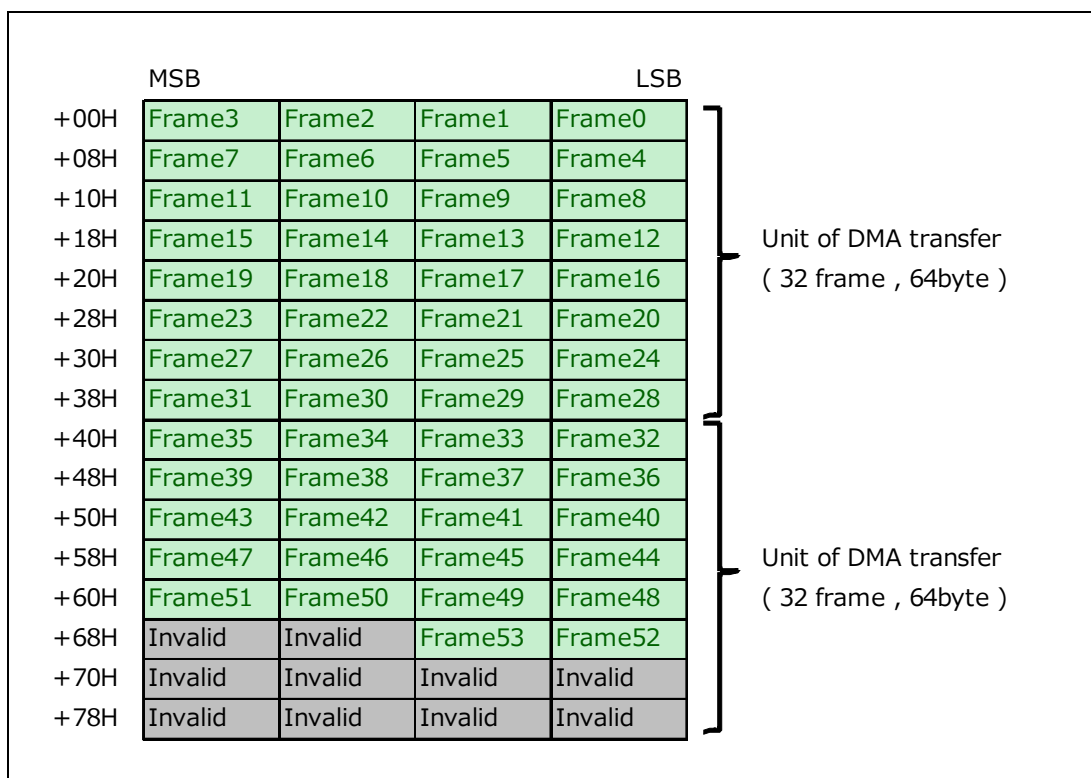 MSB LSB
+00H Frame3 Frame2 Frame1 Frame0
+08H Frame7 Frame6 Frame5 Frame4
+10H Frame11 Frame10 Frame9 Frame8
+18H Frame15 Frame14 Frame13 Frame12 Unit of DMA transfer
+20H Frame19 Frame18 Frame17 Frame16 ( 32 frame , 64byte )
+28H Frame23 Frame22 Frame21 Frame20
+30H Frame27 Frame26 Frame25 Frame24
+38H Frame31 Frame30 Frame29 Frame28
+40H Frame35 Frame34 Frame33 Frame32
+48H Frame39 Frame38 Frame37 Frame36
+50H Frame43 Frame42 Frame41 Frame40
+58H Frame47 Frame46 Frame45 Frame44 Unit of DMA transfer
+60H Frame51 Frame50 Frame49 Frame48 ( 32 frame , 64byte )
+68H Invalid Invalid Frame53 Frame52
+70H Invalid Invalid Invalid Invalid
+78H Invalid Invalid Invalid Invalid